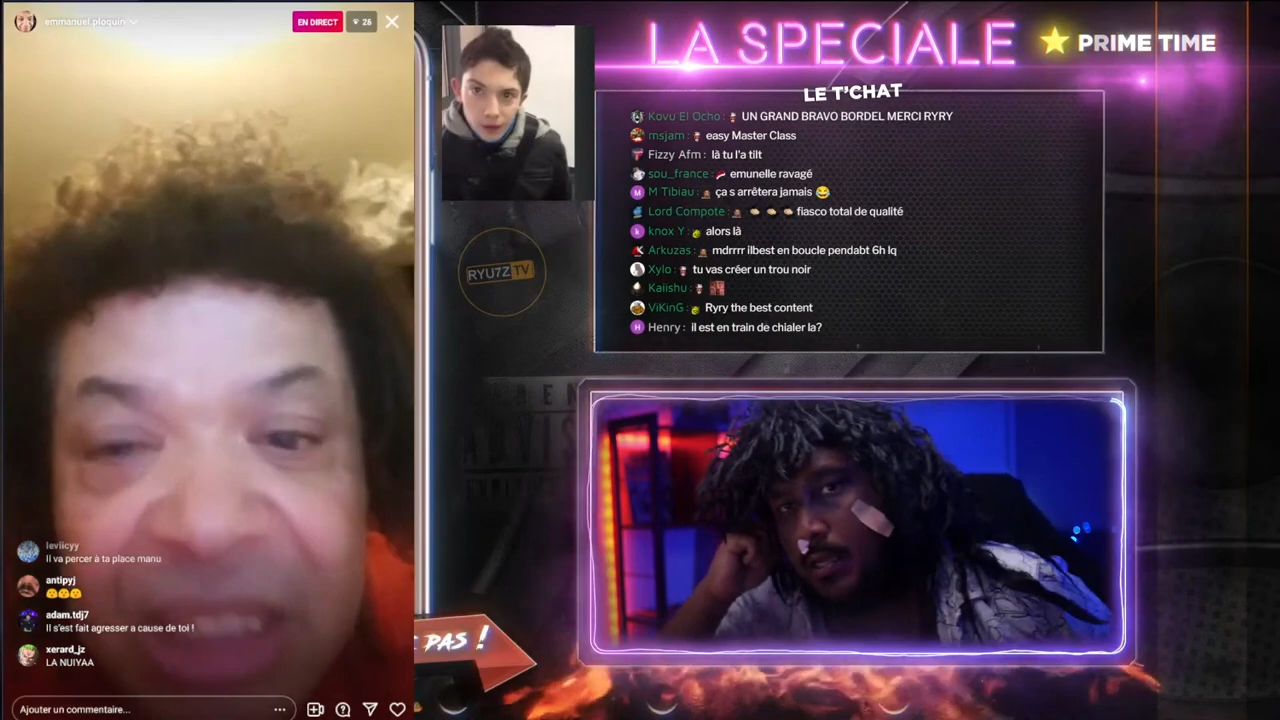 emmanuel.ploquin
EN DIRECT
26
LA SPECIALE
PRIME TIME
LE T'CHAT
Kovu El Ocho : UN GRAND BRAVO BORDEL MERCI RYRY
msjam : easy Master Class
Fizzy Afm : là tu l'a tilt
sou_france : emunelle ravagé
M Tibiau : ça s arrêtera jamais 😂
Lord Compote : fiasco total de qualité
knox Y : alors là
Arkuzas : mdrrrr ilbest en boucle pendabt 6h lq
Xylo : tu vas créer un trou noir
Kaiishu :
ViKinG : Ryry the best content
Henry : il est en train de chialer la?
RYU7Z TV
leviicyy
Il va percer à ta place manu
antipyj
😮😮😮
adam.tdj7
Il s'est fait agresser a cause de toi !
xerard_jz
LA NUIYAA
PAS !
Ajouter un commentaire...